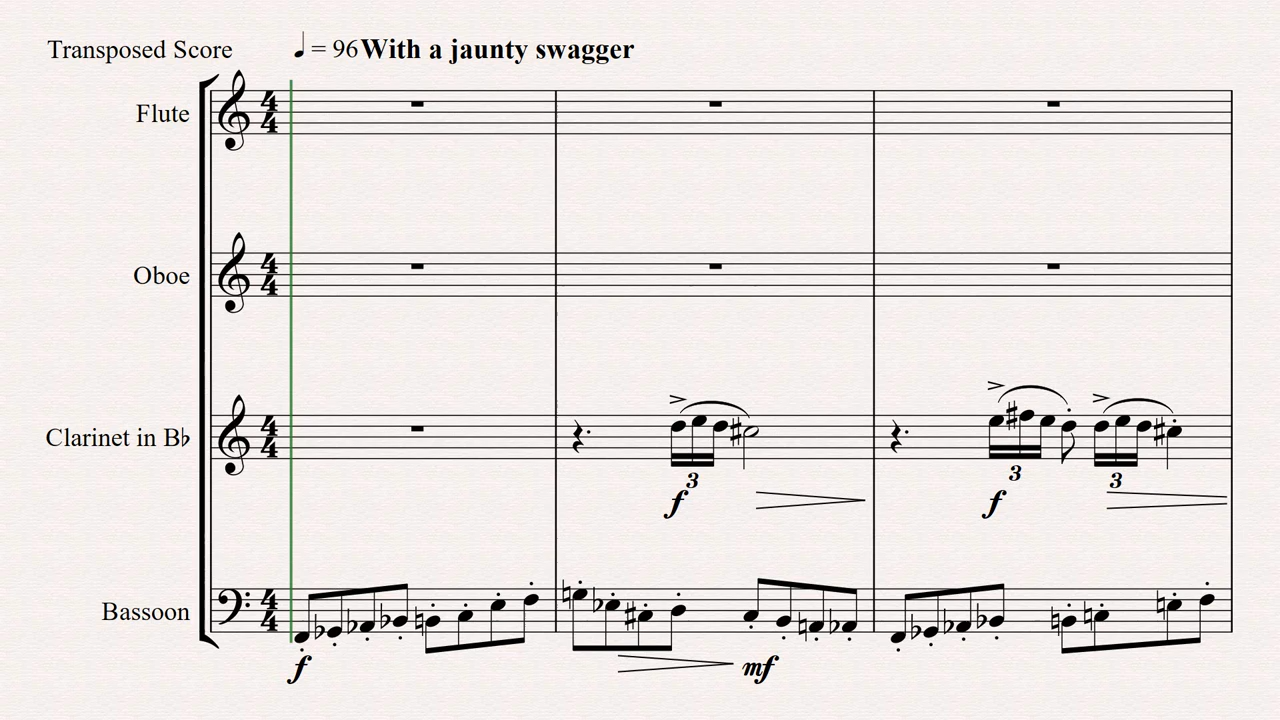 Transposed Score ♩ = 96 With a jaunty swagger
Flute
Oboe
Clarinet in B♭
3 3 3
f f
Bassoon
f mf